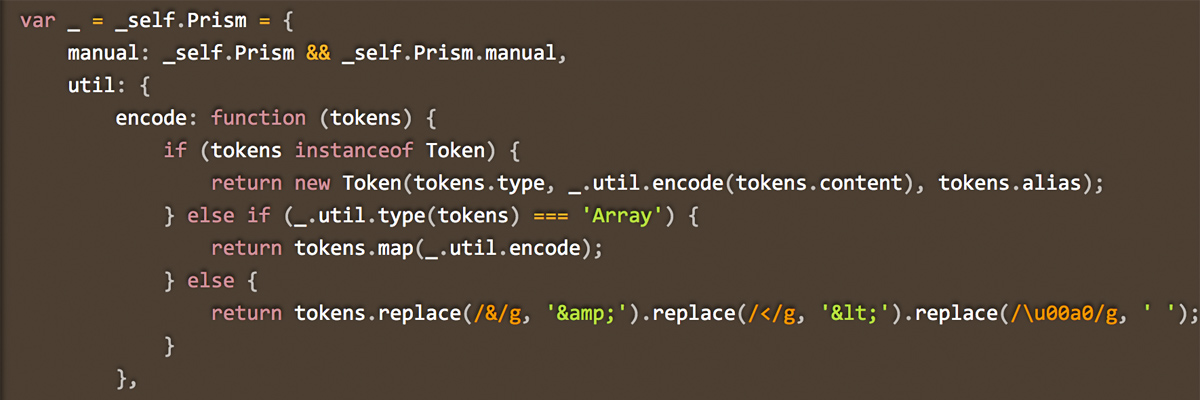 var _ = _self.Prism = {
    manual: _self.Prism && _self.Prism.manual,
    util: {
        encode: function (tokens) {
            if (tokens instanceof Token) {
                return new Token(tokens.type, _.util.encode(tokens.content), tokens.alias);
            } else if (_.util.type(tokens) === 'Array') {
                return tokens.map(_.util.encode);
            } else {
                return tokens.replace(/&/g, '&amp;').replace(/</g, '&lt;').replace(/\u00a0/g, ' ');
            }
        },